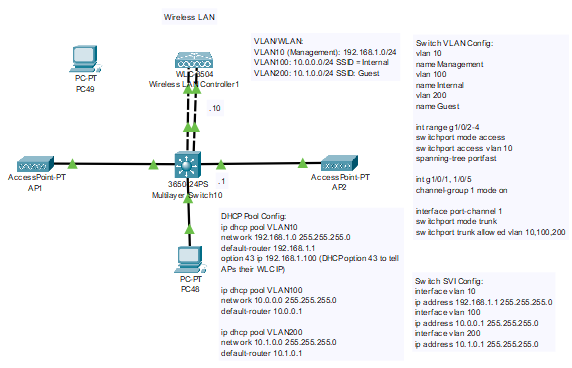 Wireless LAN
VLAN/WLAN:
VLAN10 (Management): 192.168.1.0/24
VLAN100: 10.0.0.0/24 SSID = Internal
VLAN200: 10.1.0.0/24 SSID: Guest
Switch VLAN Config:
vlan 10
name Management
vlan 100
name Internal
vlan 200
name Guest
int range g1/0/2-4
switchport mode access
switchport access vlan 10
spanning-tree portfast
int g1/0/1, 1/0/5
channel-group 1 mode on
interface port-channel 1
switchport mode trunk
switchport trunk allowed vlan 10,100,200
PC-PT
PC49
WLC-3504
Wireless LAN Controller1
.10
AccessPoint-PT
AP1
3650-24PS
Multilayer Switch10
.1
AccessPoint-PT
AP2
PC-PT
PC48
DHCP Pool Config:
ip dhcp pool VLAN10
network 192.168.1.0 255.255.255.0
default-router 192.168.1.1
option 43 ip 192.168.1.100 (DHCP option 43 to tell
APs their WLC IP)
ip dhcp pool VLAN100
network 10.0.0.0 255.255.255.0
default-router 10.0.0.1
ip dhcp pool VLAN200
network 10.1.0.0 255.255.255.0
default-router 10.1.0.1
Switch SVI Config:
interface vlan 10
ip address 192.168.1.1 255.255.255.0
interface vlan 100
ip address 10.0.0.1 255.255.255.0
interface vlan 200
ip address 10.1.0.1 255.255.255.0